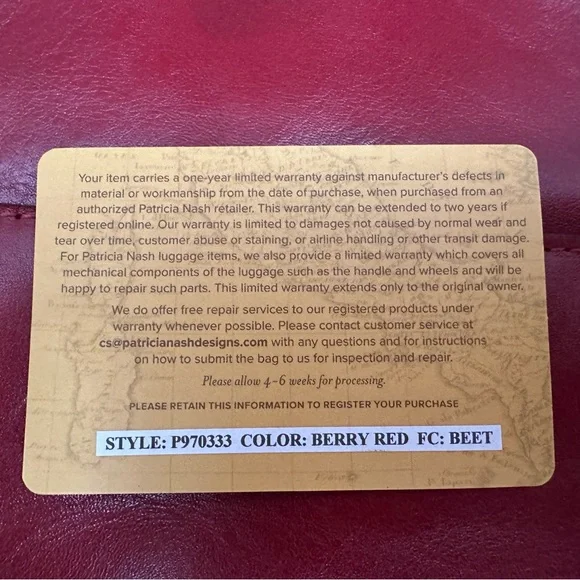 Your item carries a one-year limited warranty against manufacturer's defects in
material or workmanship from the date of purchase, when purchased from an
authorized Patricia Nash retailer. This warranty can be extended to two years if
registered online. Our warranty is limited to damages not caused by normal wear and
tear over time, customer abuse or staining, or airline handling or other transit damage.
For Patricia Nash luggage items, we also provide a limited warranty which covers all
mechanical components of the luggage such as the handle and wheels and will be
happy to repair such parts. This limited warranty extends only to the original owner.
We do offer free repair services to our registered products under
warranty whenever possible. Please contact customer service at
cs@patricianashdesigns.com with any questions and for instructions
on how to submit the bag to us for inspection and repair.
Please allow 4–6 weeks for processing.
PLEASE RETAIN THIS INFORMATION TO REGISTER YOUR PURCHASE
STYLE: P970333 COLOR: BERRY RED FC: BEET